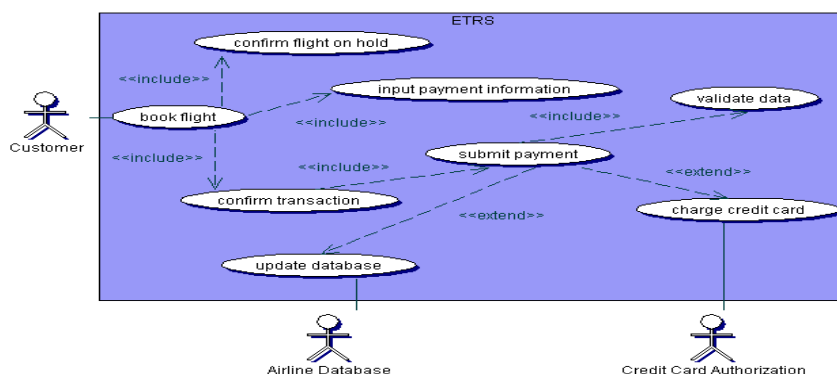 ETRS
confirm flight on hold
<<include>>
input payment information
validate data
book flight
<<include>>
<<include>>
Customer
<<include>>
<<include>>
submit payment
<<extend>>
confirm transaction
<<extend>>
charge credit card
update database
Airline Database
Credit Card Authorization